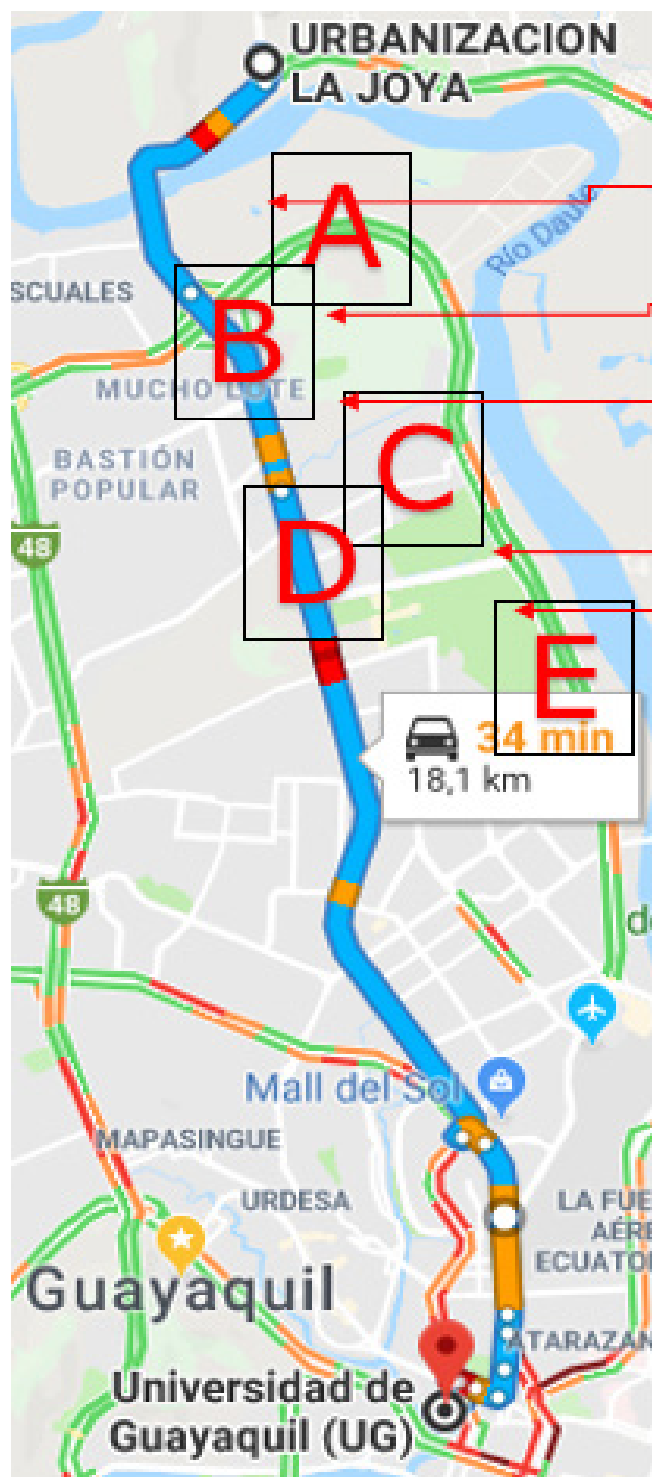 URBANIZACION
LA JOYA
A
Río Daule
SCUALES
B
MUCHO LOTE
C
BASTIÓN
POPULAR
48
D
E
34 min
18,1 km
48
de
Mall del Sol
MAPASINGUE
URDESA
LA FUE
AÉRE
ECUATO
Guayaquil
ATARAZAN
Universidad de
Guayaquil (UG)